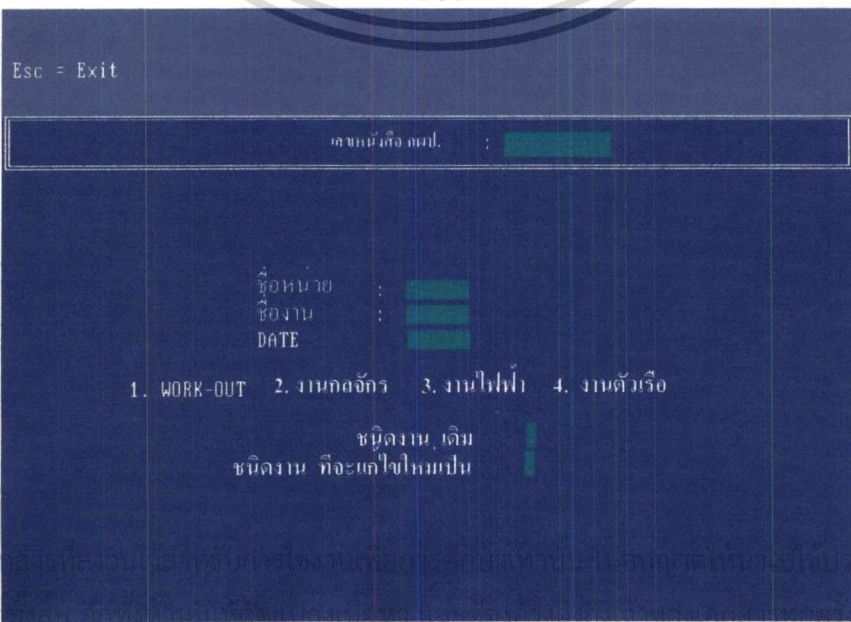 Esc = Exit
เลขหนังสือ กผป. :
ชื่อหน่วย :
ชื่องาน :
DATE
1. WORK-OUT 2. งานกลจักร 3. งานไฟฟ้า 4. งานตัวเรือ
ชนิดงาน เดิม
ชนิดงาน ที่จะแก้ไขใหม่เป็น